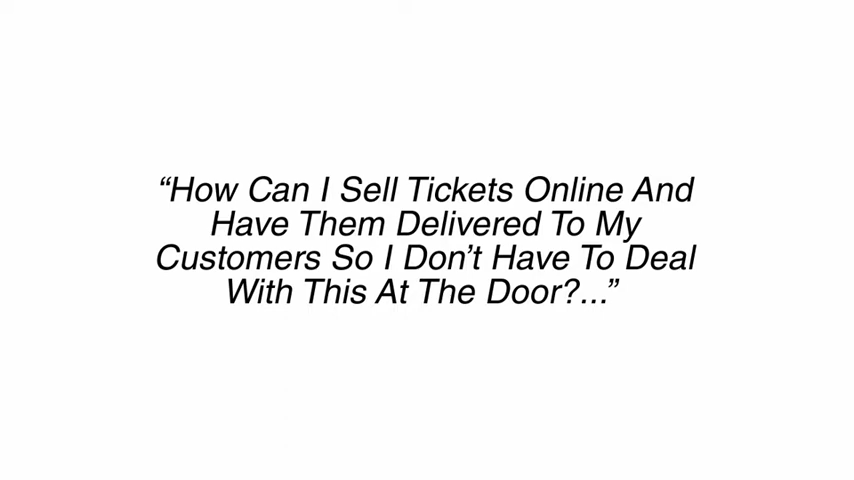 “How Can I Sell Tickets Online And
Have Them Delivered To My
Customers So I Don’t Have To Deal
With This At The Door?...”